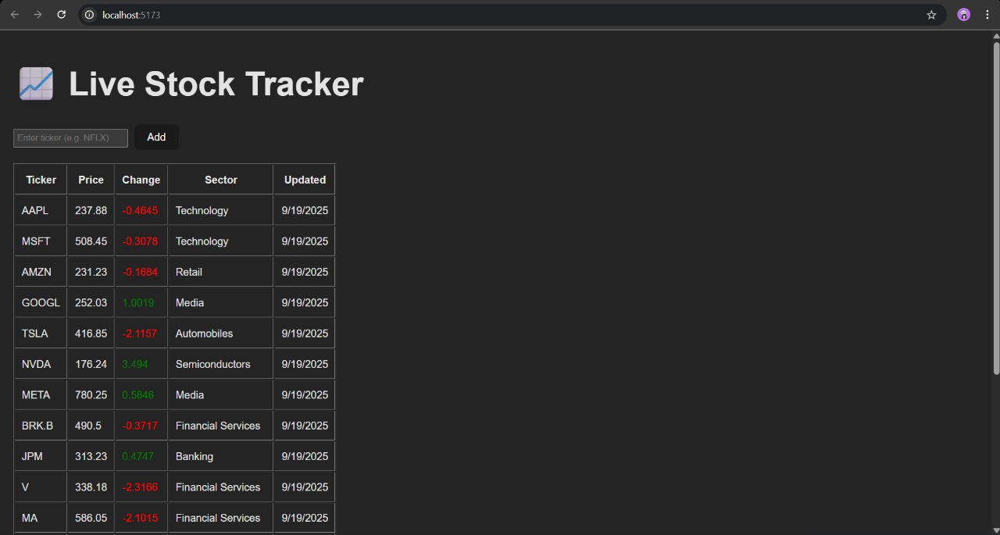 localhost:5173
Live Stock Tracker
Enter ticker (e.g. NFLX) Add
Ticker Price Change Sector Updated
AAPL 237.88 -0.4645 Technology 9/19/2025
MSFT 508.45 -0.3078 Technology 9/19/2025
AMZN 231.23 -0.1684 Retail 9/19/2025
GOOGL 252.03 1.0019 Media 9/19/2025
TSLA 416.85 -2.1157 Automobiles 9/19/2025
NVDA 176.24 3.494 Semiconductors 9/19/2025
META 780.25 0.5846 Media 9/19/2025
BRK.B 490.5 -0.3717 Financial Services 9/19/2025
JPM 313.23 0.4747 Banking 9/19/2025
V 338.18 -2.3166 Financial Services 9/19/2025
MA 586.05 -2.1015 Financial Services 9/19/2025